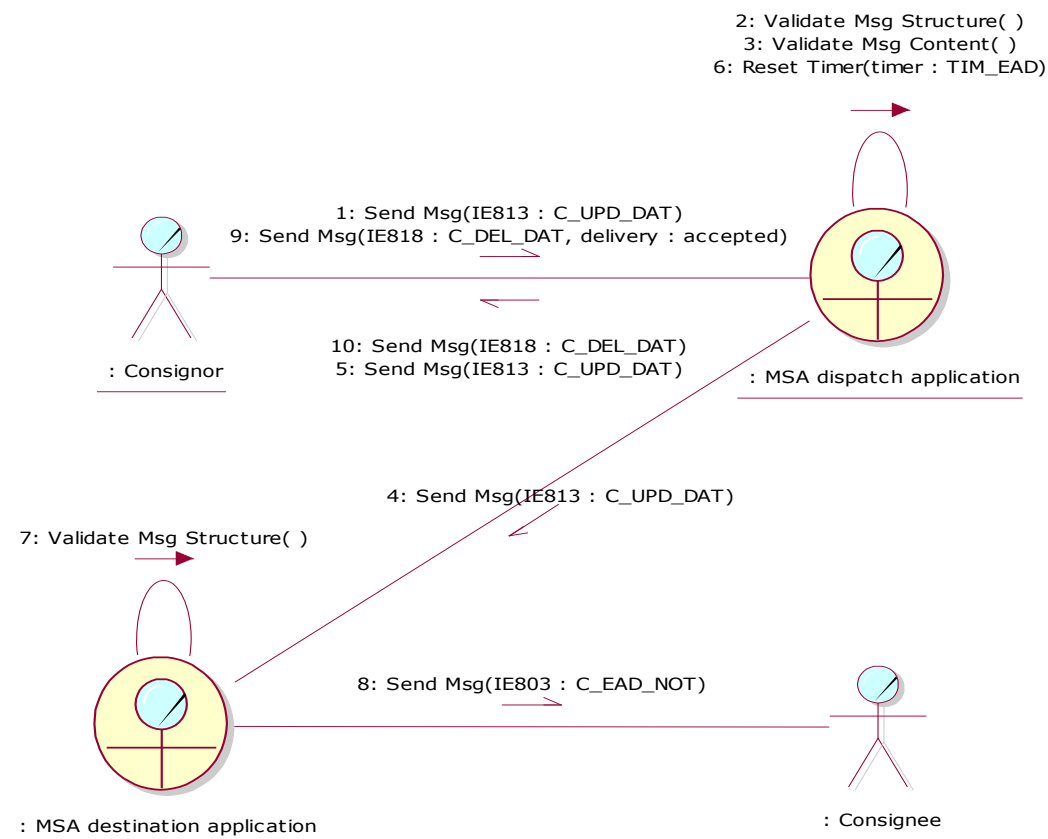 2: Validate Msg Structure( )
3: Validate Msg Content( )
6: Reset Timer(timer : TIM_EAD)
1: Send Msg(IE813 : C_UPD_DAT)
9: Send Msg(IE818 : C_DEL_DAT, delivery : accepted)
10: Send Msg(IE818 : C_DEL_DAT)
5: Send Msg(IE813 : C_UPD_DAT)
: Consignor
: MSA dispatch application
4: Send Msg(IE813 : C_UPD_DAT)
7: Validate Msg Structure( )
8: Send Msg(IE803 : C_EAD_NOT)
: MSA destination application
: Consignee